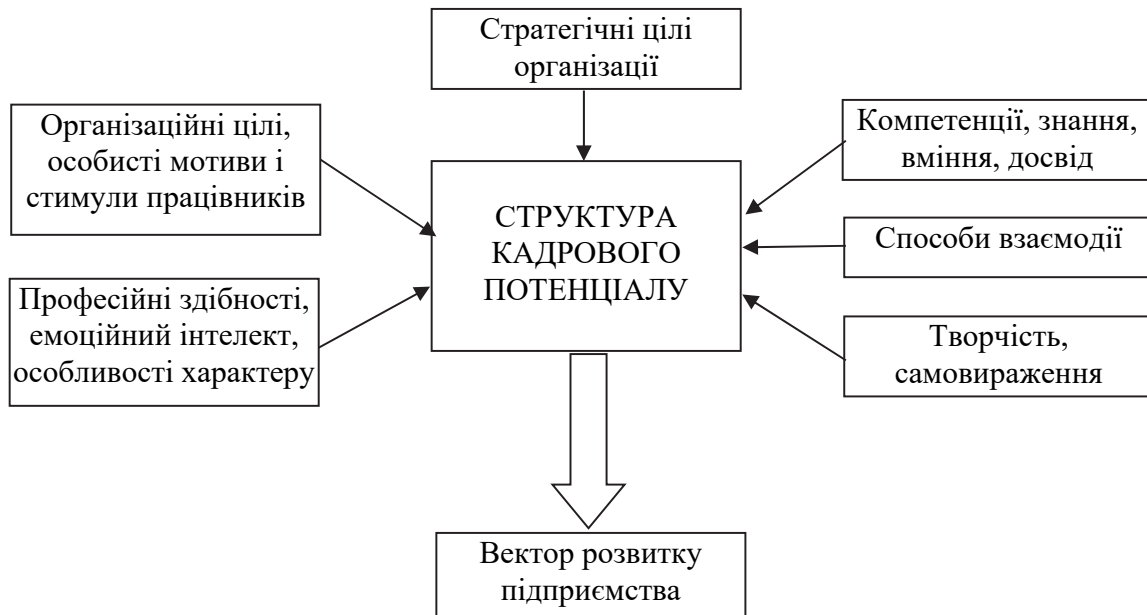 Стратегічні цілі
організації
Організаційні цілі,
особисті мотиви і
стимули працівників
Компетенції, знання,
вміння, досвід
СТРУКТУРА
КАДРОВОГО
ПОТЕНЦІАЛУ
Способи взаємодії
Професійні здібності,
емоційний інтелект,
особливості характеру
Творчість,
самовираження
Вектор розвитку
підприємства